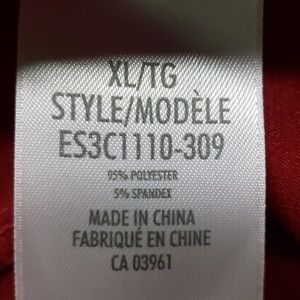 XL/TG
STYLE/MODÈLE
ES3C1110-309
95% POLYESTER
5% SPANDEX
MADE IN CHINA
FABRIQUÉ EN CHINE
CA 03961